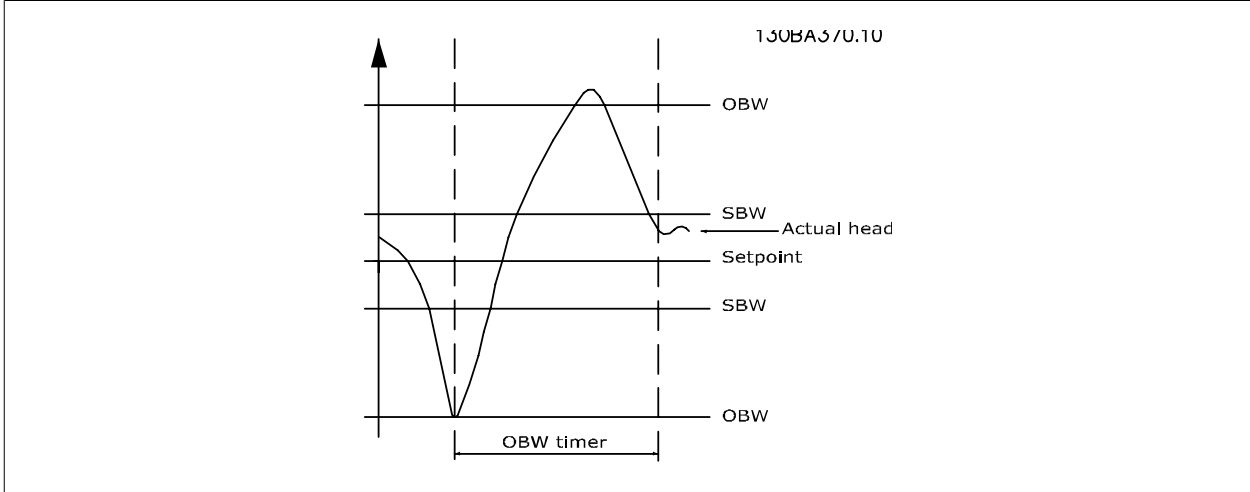 130BA370.10
OBW
SBW
Actual head
Setpoint
SBW
OBW
OBW timer